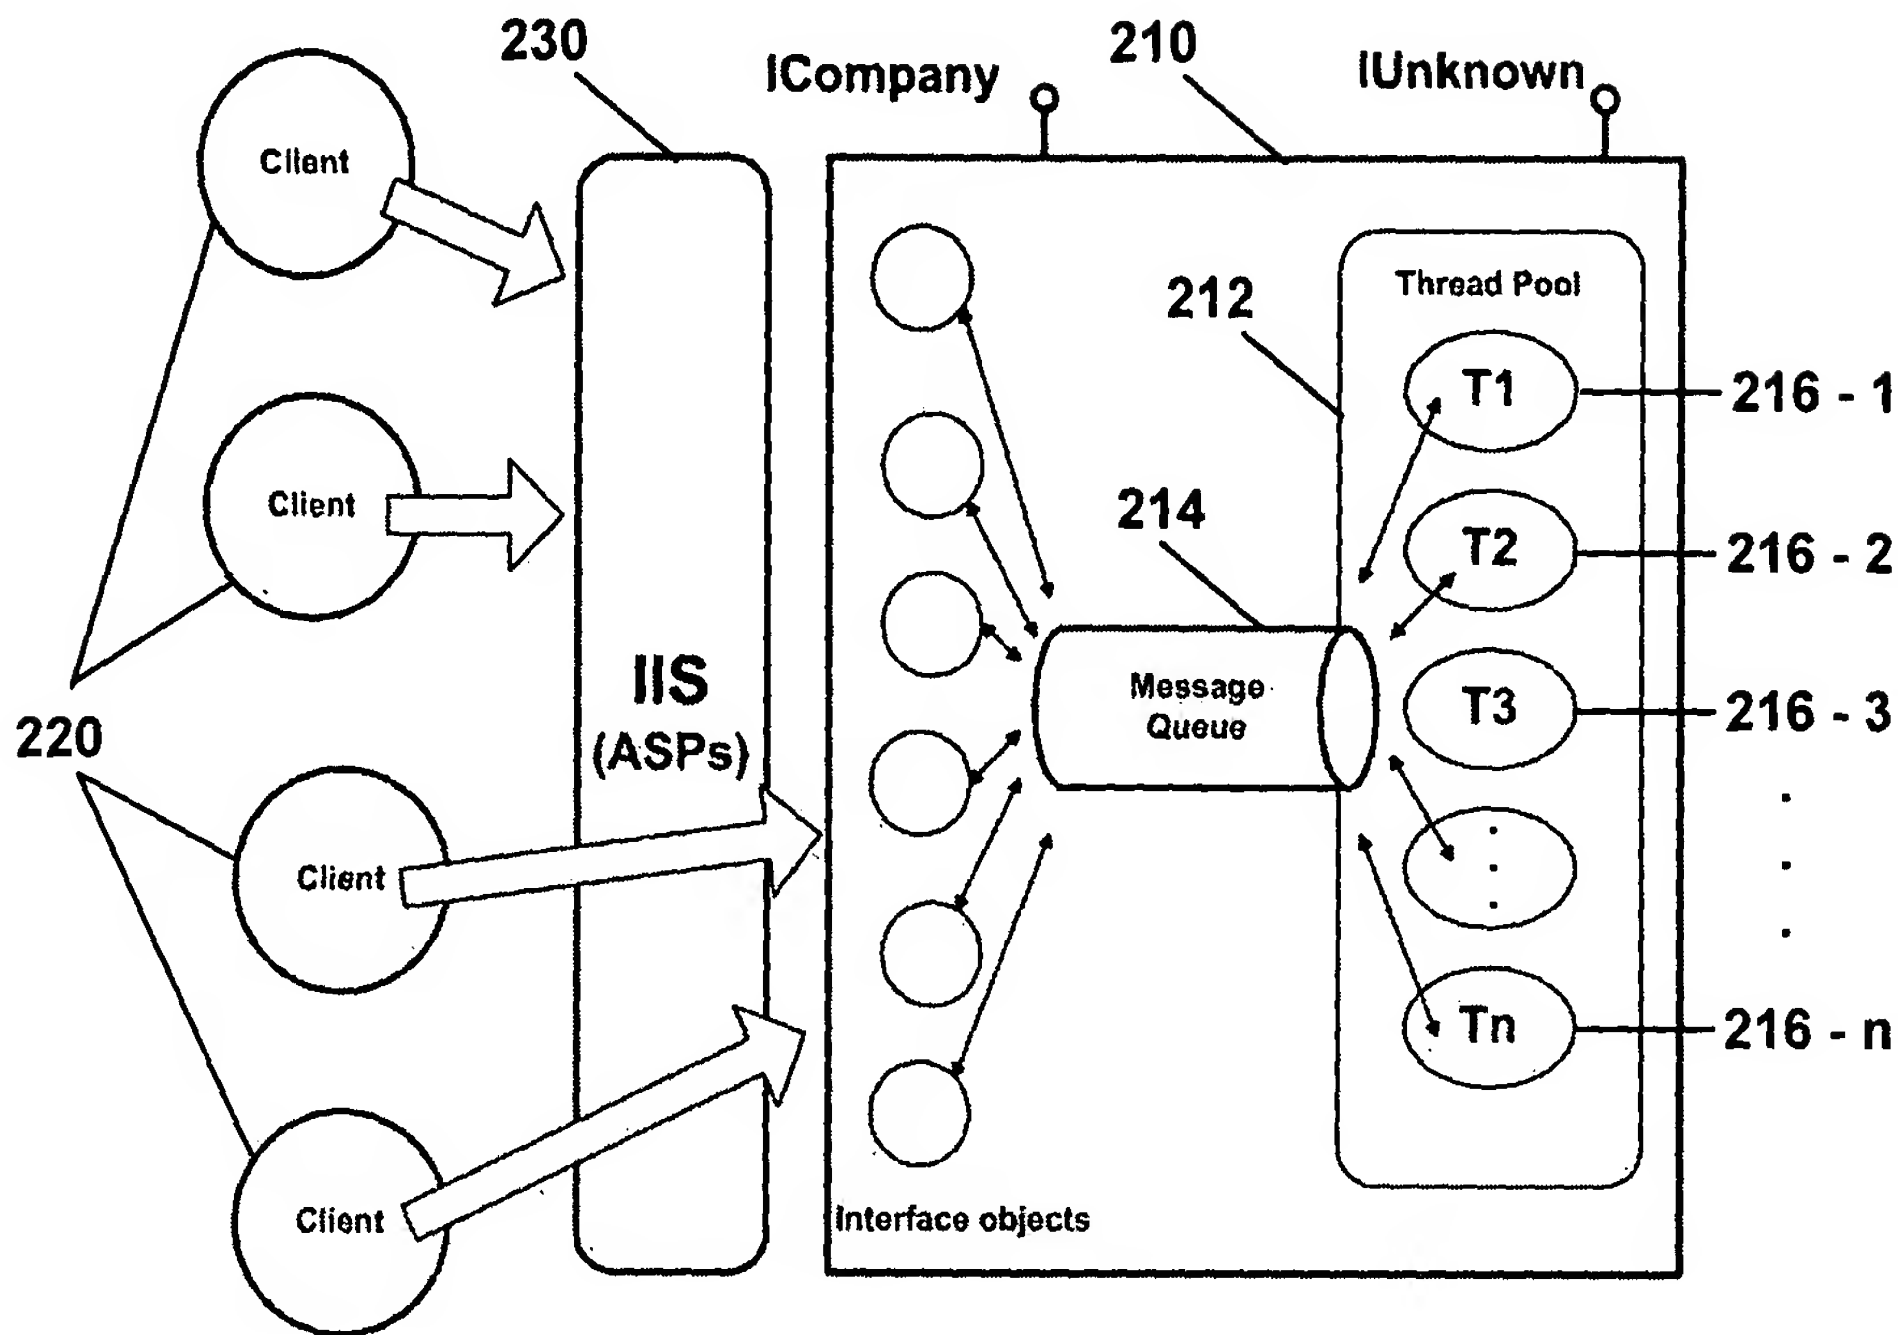 230
ICompany
210
IUnknown
Client
Thread Pool
212
T1
216 - 1
Client
214
T2
216 - 2
IIS
(ASPs)
Message
Queue
T3
216 - 3
220
Client
Tn
216 - n
Client
Interface objects